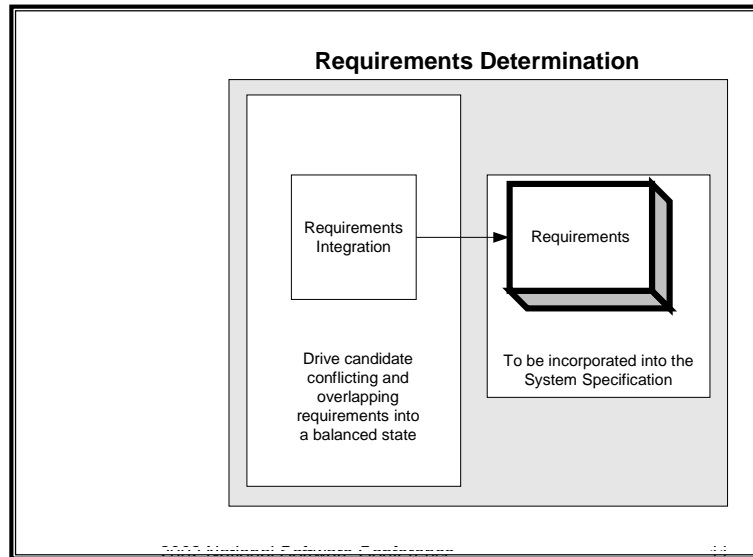 Requirements Determination
Requirements
Integration
Requirements
Drive candidate
conflicting and
overlapping
requirements into
a balanced state
To be incorporated into the
System Specification